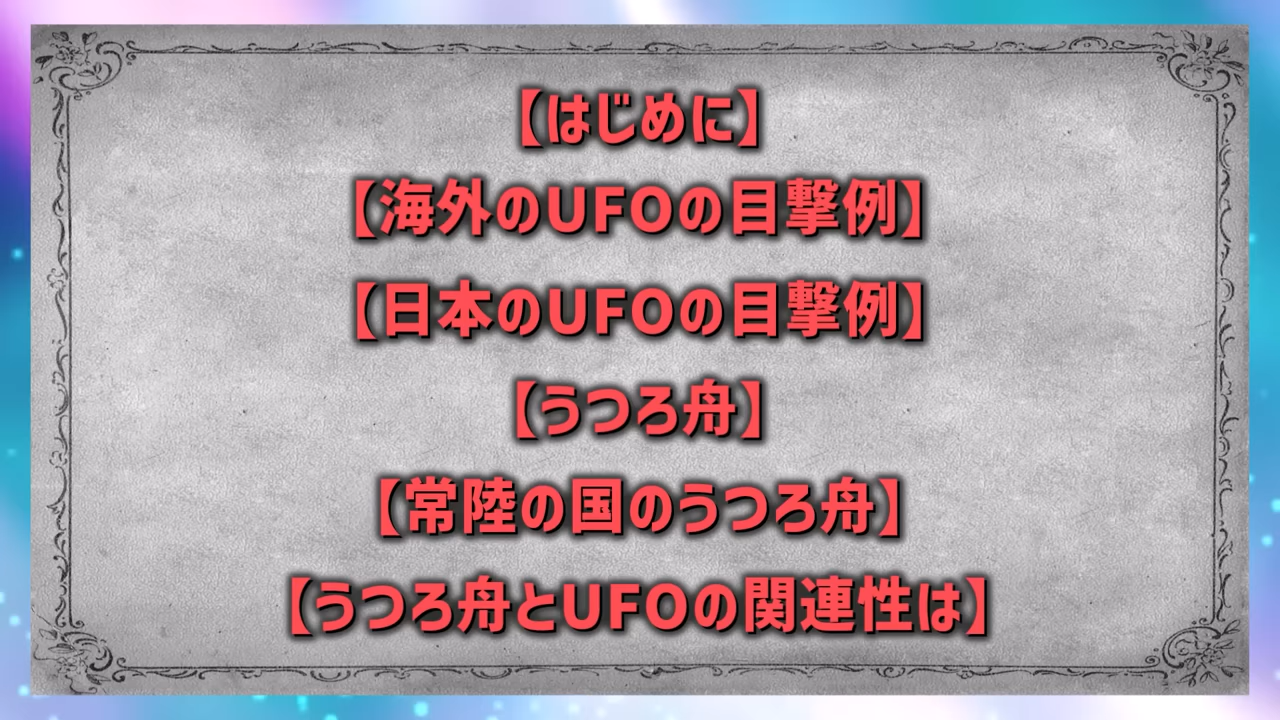 【はじめに】
【海外のUFOの目撃例】
【日本のUFOの目撃例】
【うつろ舟】
【常陸の国のうつろ舟】
【うつろ舟とUFOの関連性は】